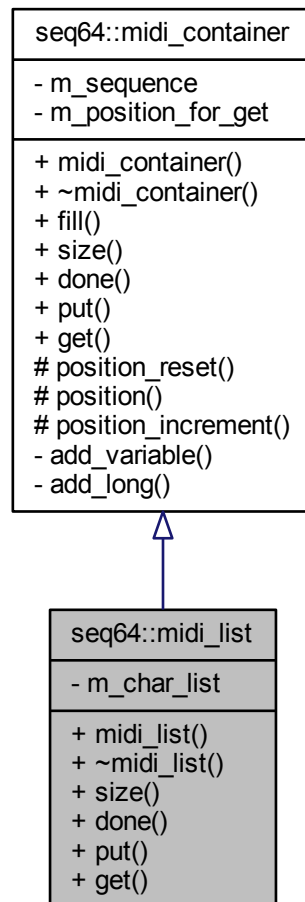 seq64::midi_container
- m_sequence
- m_position_for_get
+ midi_container()
+ ~midi_container()
+ fill()
+ size()
+ done()
+ put()
+ get()
# position_reset()
# position()
# position_increment()
- add_variable()
- add_long()
seq64::midi_list
- m_char_list
+ midi_list()
+ ~midi_list()
+ size()
+ done()
+ put()
+ get()